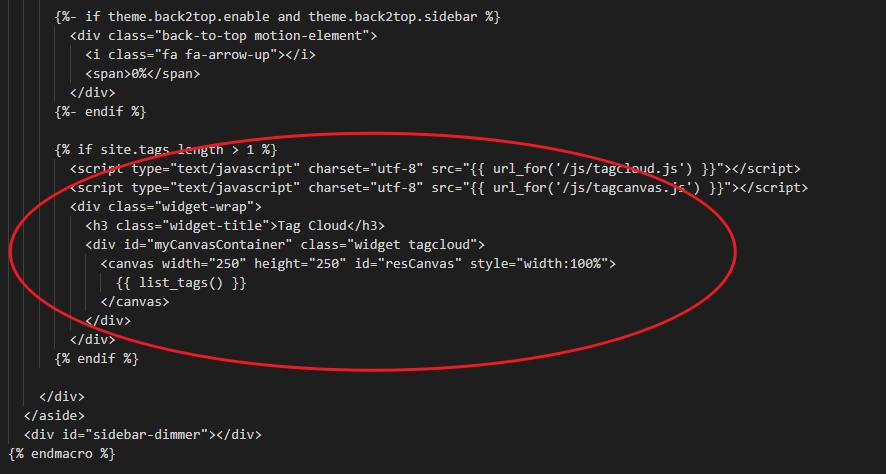 {%- if theme.back2top.enable and theme.back2top.sidebar %}
<div class="back-to-top motion-element">
<i class="fa fa-arrow-up"></i>
<span>0%</span>
</div>
{%- endif %}
{% if site.tags.length > 1 %}
<script type="text/javascript" charset="utf-8" src="{{ url_for('/js/tagcloud.js') }}"></script>
<script type="text/javascript" charset="utf-8" src="{{ url_for('/js/tagcanvas.js') }}"></script>
<div class="widget-wrap">
<h3 class="widget-title">Tag Cloud</h3>
<div id="myCanvasContainer" class="widget tagcloud">
<canvas width="250" height="250" id="resCanvas" style="width:100%">
{{ list_tags() }}
</canvas>
</div>
</div>
{% endif %}
</div>
</aside>
<div id="sidebar-dimmer"></div>
{% endmacro %}